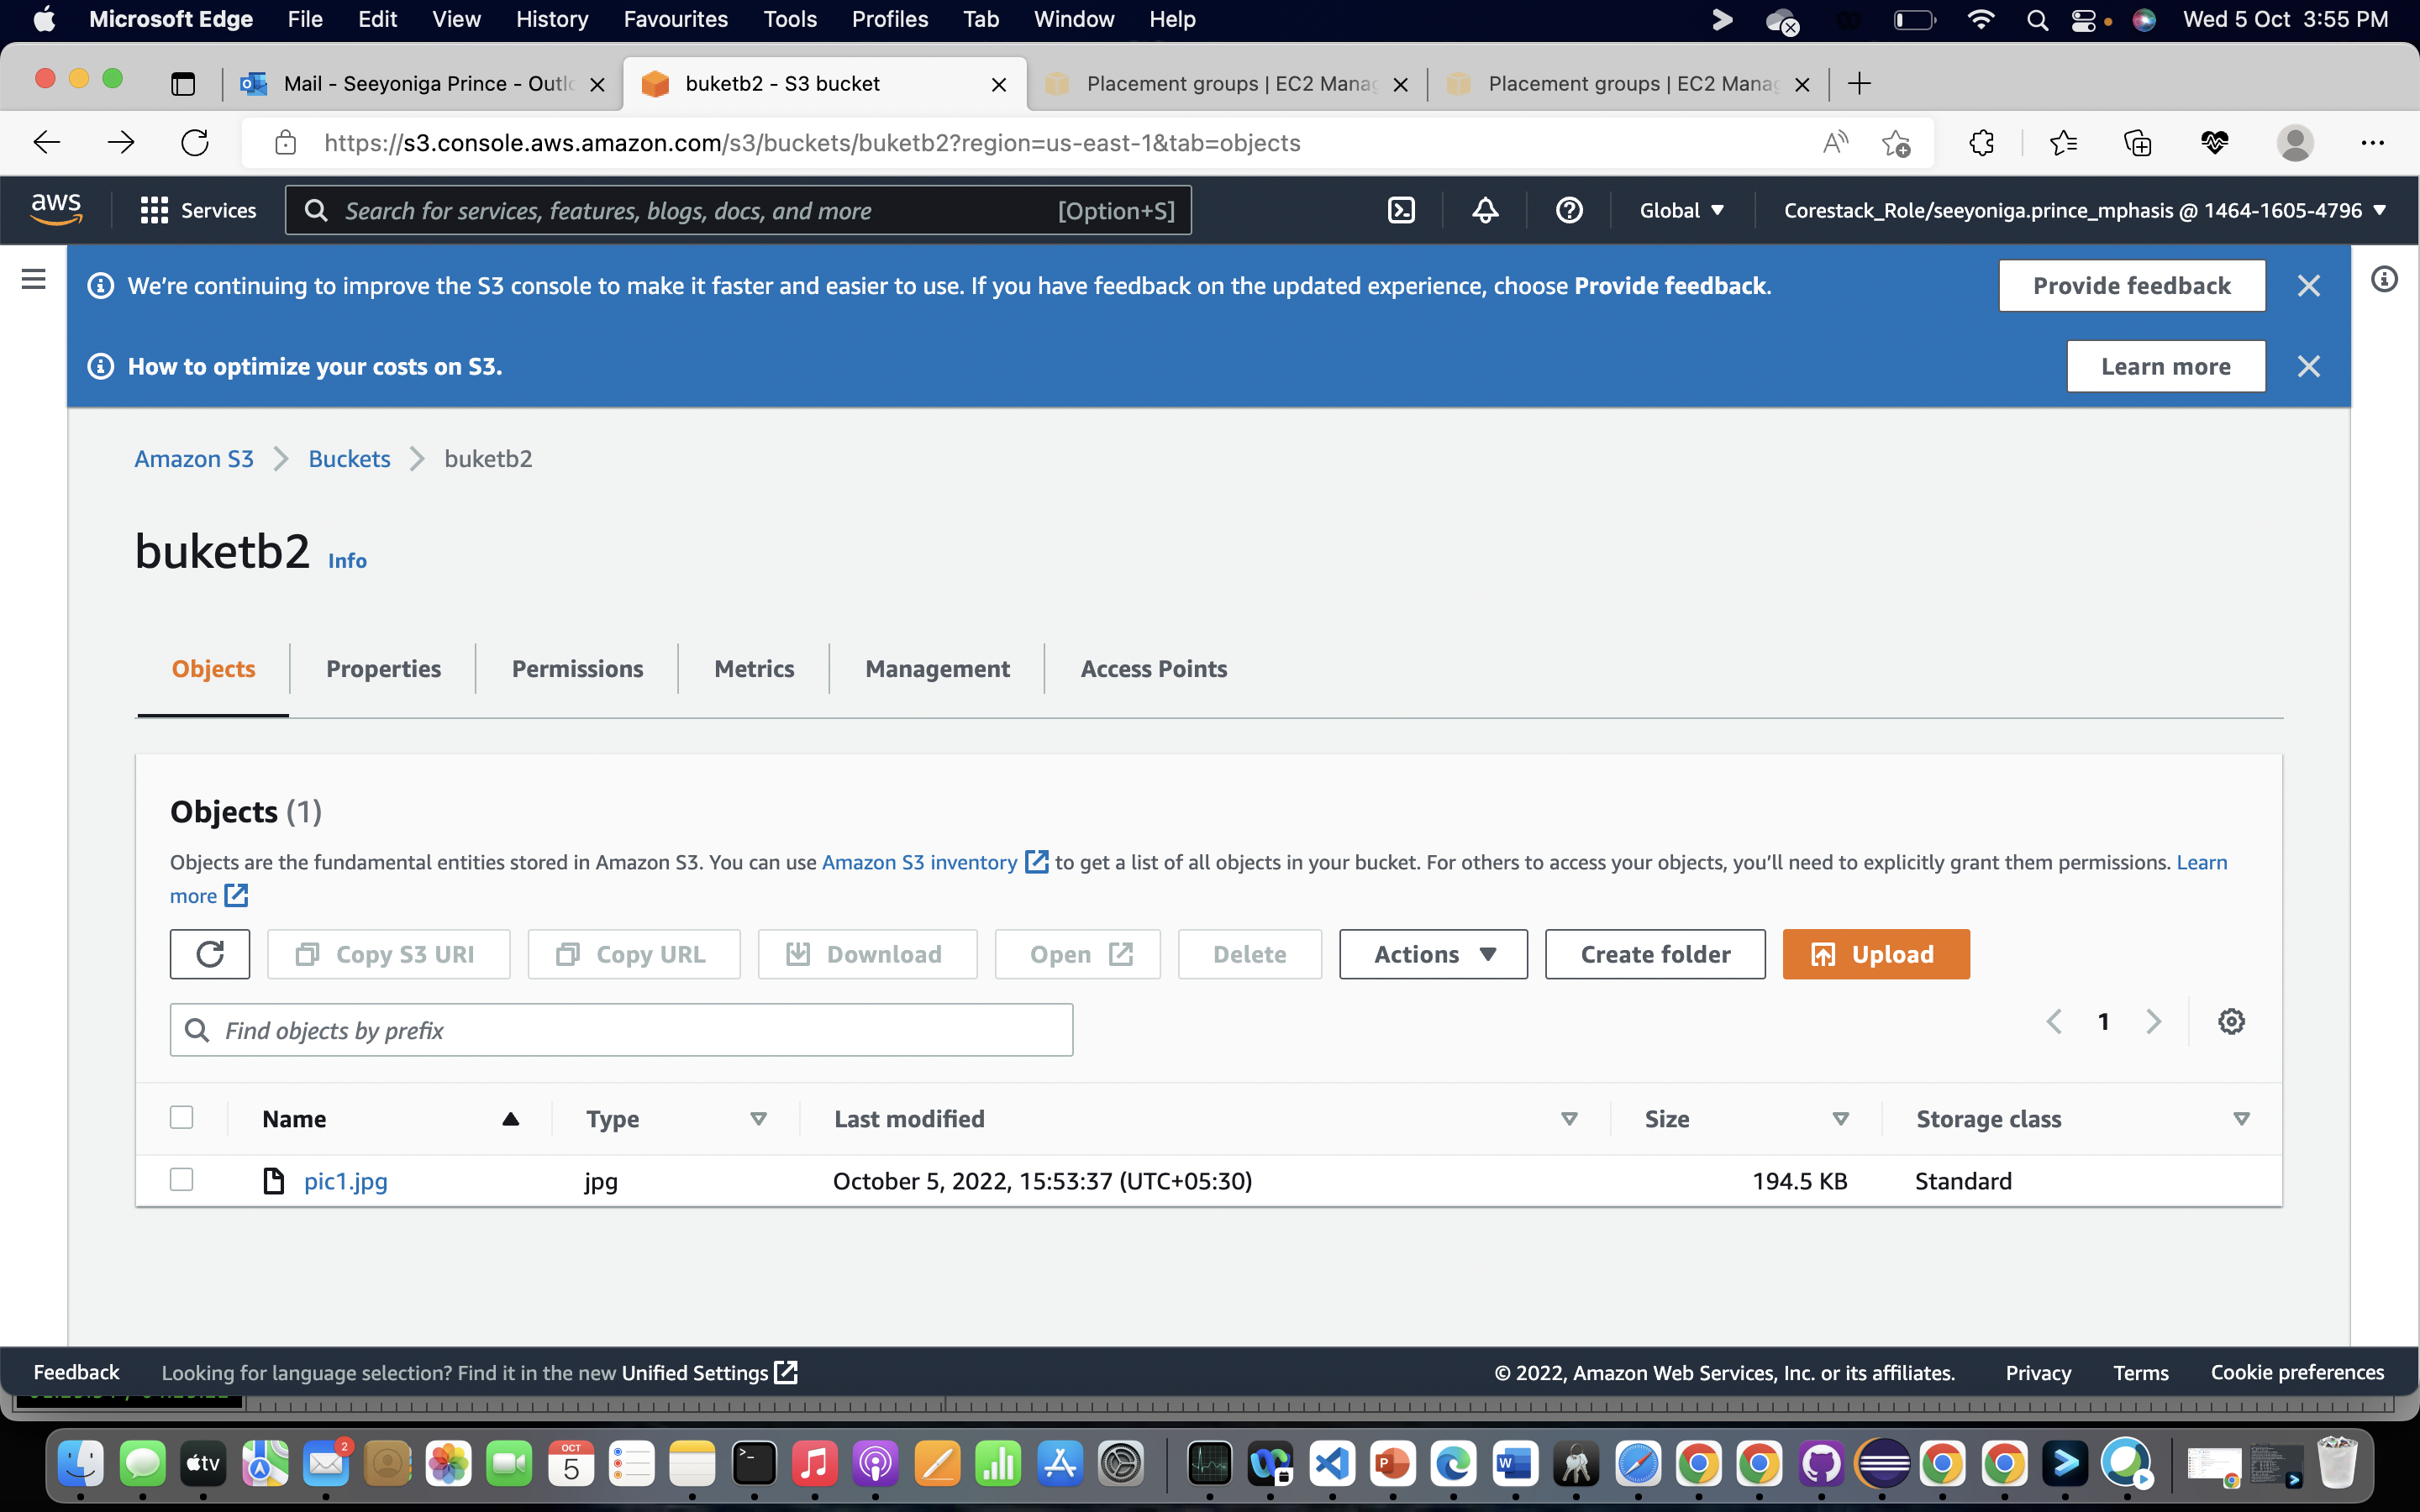 Microsoft Edge File Edit View History Favourites Tools Profiles Tab Window Help Wed 5 Oct 3:55 PM
Mail - Seeyoniga Prince - Outlo buketb2 - S3 bucket Placement groups | EC2 Manag Placement groups | EC2 Manag
https://s3.console.aws.amazon.com/s3/buckets/buketb2?region=us-east-1&tab=objects
aws Services Search for services, features, blogs, docs, and more [Option+S] Global Corestack_Role/seeyoniga.prince_mphasis @ 1464-1605-4796
We're continuing to improve the S3 console to make it faster and easier to use. If you have feedback on the updated experience, choose Provide feedback. Provide feedback
How to optimize your costs on S3. Learn more
Amazon S3 Buckets buketb2
buketb2 Info
Objects Properties Permissions Metrics Management Access Points
Objects (1)
Objects are the fundamental entities stored in Amazon S3. You can use Amazon S3 inventory to get a list of all objects in your bucket. For others to access your objects, you'll need to explicitly grant them permissions. Learn
more
Copy S3 URI Copy URL Download Open Delete Actions Create folder Upload
Find objects by prefix 1
Name Type Last modified Size Storage class
pic1.jpg jpg October 5, 2022, 15:53:37 (UTC+05:30) 194.5 KB Standard
Feedback Looking for language selection? Find it in the new Unified Settings © 2022, Amazon Web Services, Inc. or its affiliates. Privacy Terms Cookie preferences
tv 2 OCT 5